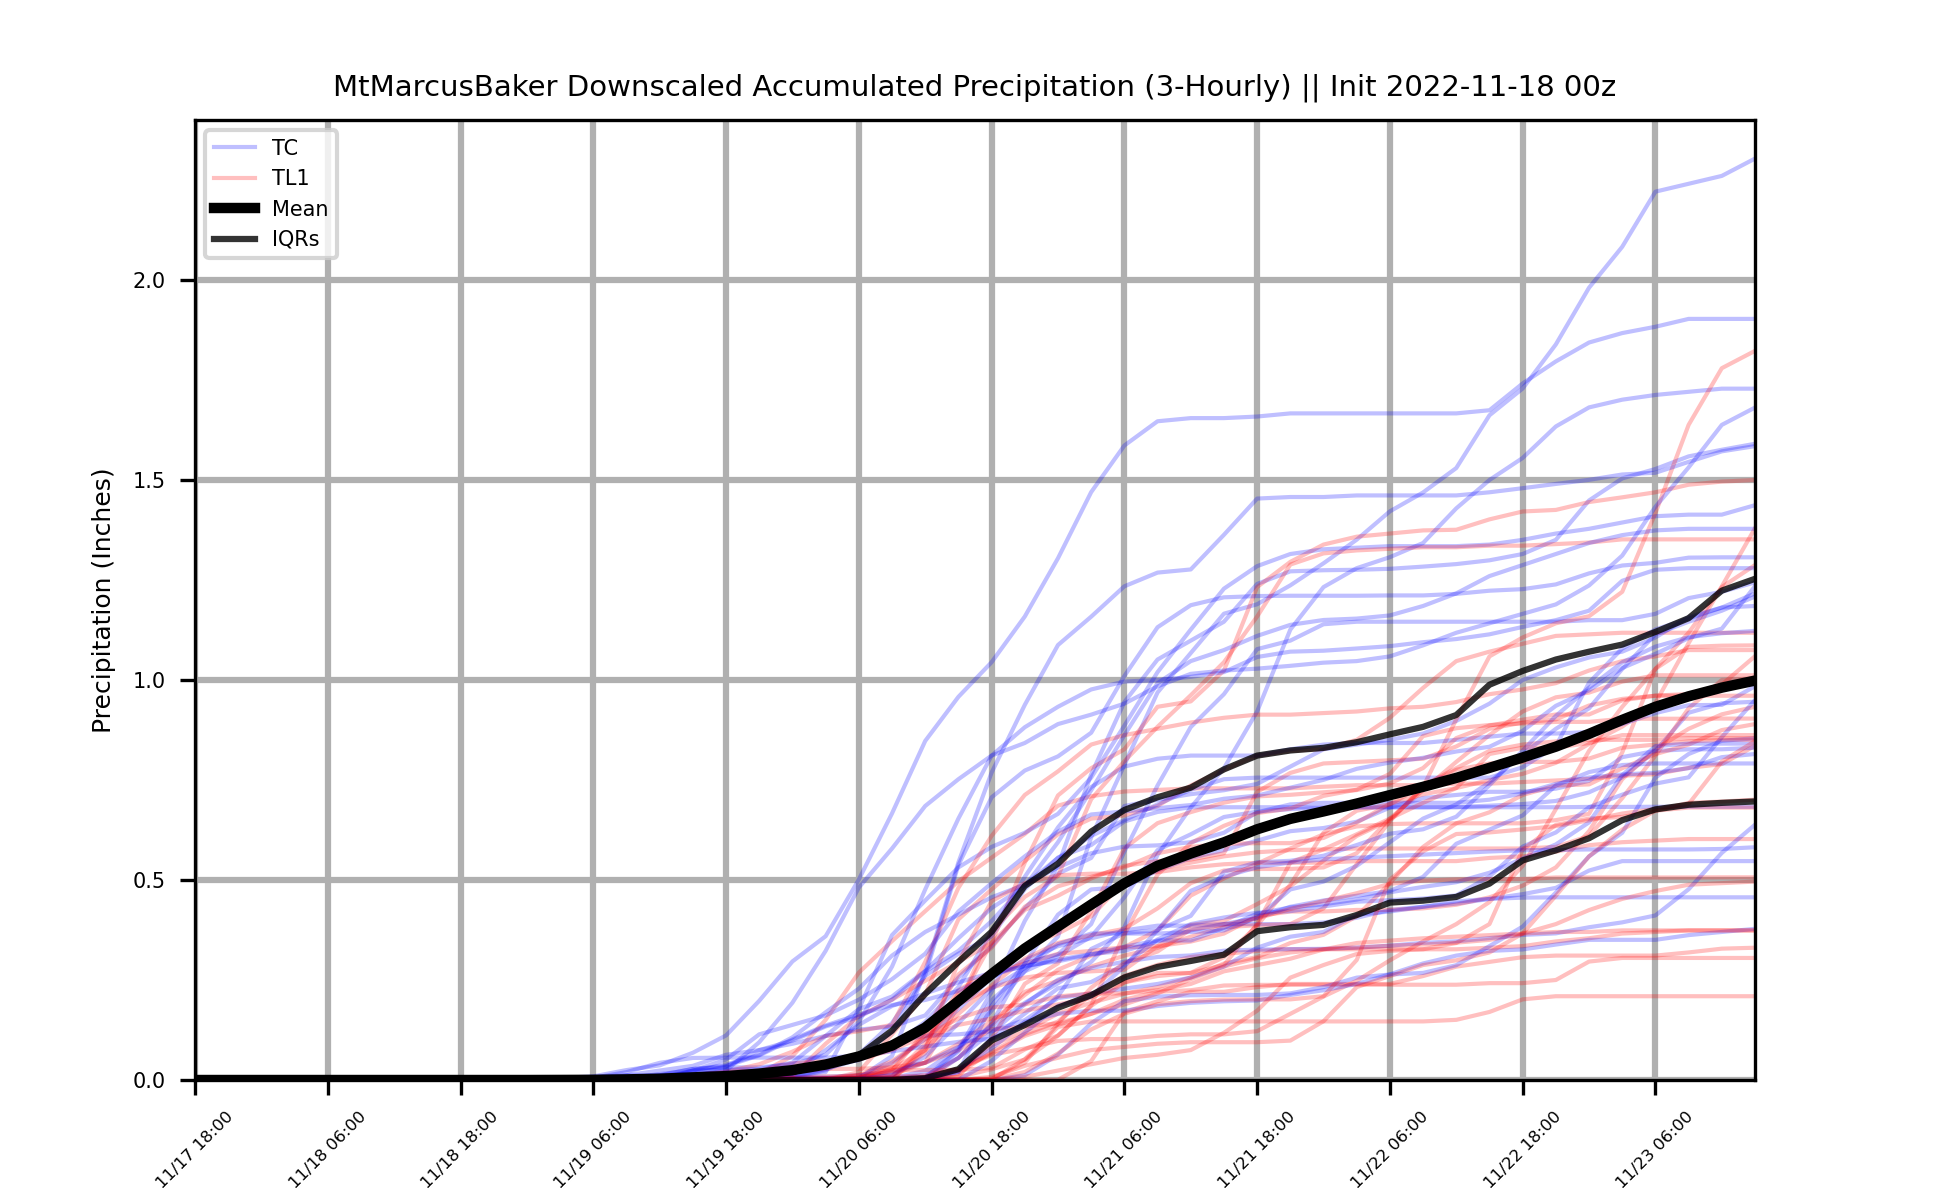 MtMarcusBaker Downscaled Accumulated Precipitation (3-Hourly) || Init 2022-11-18 00z
TC
TL1
Mean
IQRs
Precipitation (Inches)
2.0
1.5
1.0
0.5
0.0
11/17 18:00
11/18 06:00
11/18 18:00
11/19 06:00
11/19 18:00
11/20 06:00
11/20 18:00
11/21 06:00
11/21 18:00
11/22 06:00
11/22 18:00
11/23 06:00